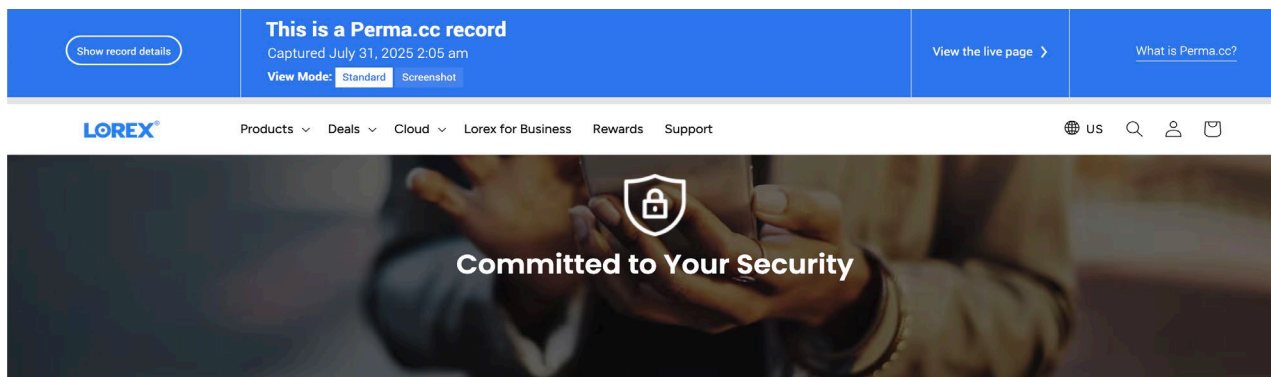 Show record details
This is a Perma.cc record
Captured July 31, 2025 2:05 am
View Mode: Standard Screenshot
View the live page ❯
What is Perma.cc?
LOREX®
Products Deals Cloud Lorex for Business Rewards Support
US
Committed to Your Security